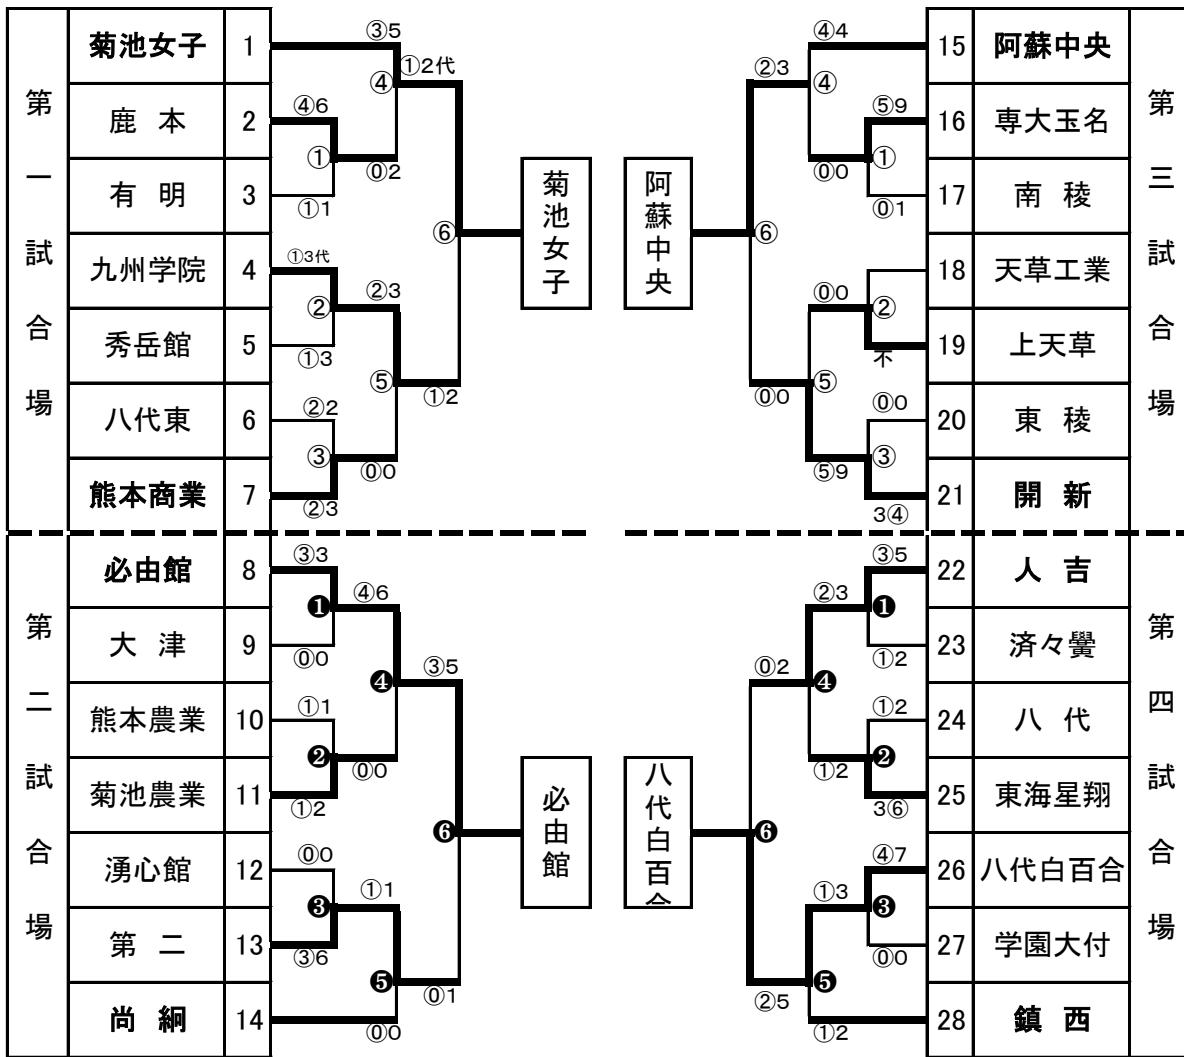 第一試合場
菊池女子 1
鹿本 2
有明 3
九州学院 4
秀岳館 5
八代東 6
熊本商業 7
③5
①2代
④
④6
①
⓪2
①1
⑥
①3代
②
②3
①3
⑤
①2
②2
③
⓪0
②3
菊池女子
第二試合場
必由館 8
大津 9
熊本農業 10
菊池農業 11
湧心館 12
第二 13
尚絅 14
③3
❶
④6
⓪0
❹
③5
①1
❷
⓪0
①2
❻
⓪0
❸
①1
③6
❺
⓪1
⓪0
必由館
第三試合場
15 阿蘇中央
16 専大玉名
17 南稜
18 天草工業
19 上天草
20 東稜
21 開新
④4
②3
④
⑤9
①
⓪0
⓪1
⑥
⓪0
②
不
⑤
⓪0
⓪0
③
⑤9
3④
阿蘇中央
第四試合場
22 人吉
23 済々黌
24 八代
25 東海星翔
26 八代白百合
27 学園大付
28 鎮西
③5
②3
❶
①2
⓪2
❹
①2
❷
①2
3⑥
❻
④7
①3
❸
⓪0
❺
②5
①2
八代白百合